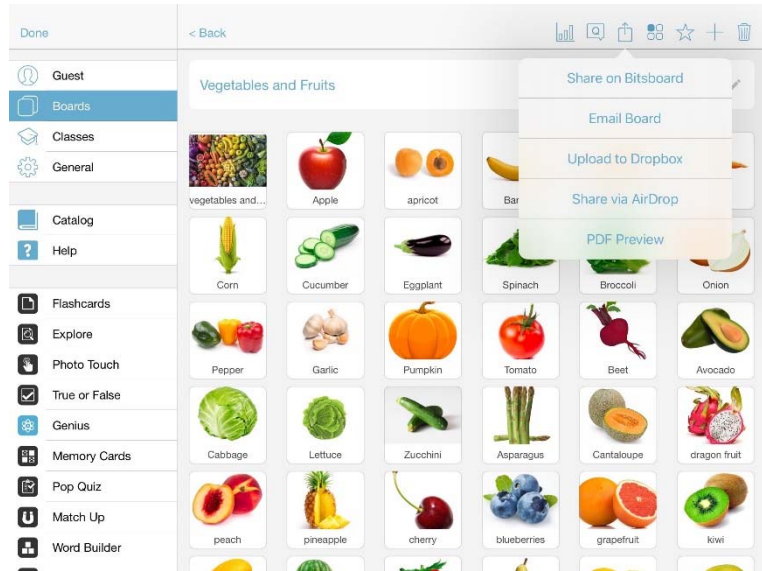 Done
< Back
Guest
Boards
Classes
General
Catalog
Help
Flashcards
Explore
Photo Touch
True or False
Genius
Memory Cards
Pop Quiz
Match Up
Word Builder
Vegetables and Fruits
Share on Bitsboard
Email Board
Upload to Dropbox
Share via AirDrop
PDF Preview
vegetables and...
Apple
apricot
Corn
Cucumber
Eggplant
Spinach
Broccoli
Onion
Pepper
Garlic
Pumpkin
Tomato
Beet
Avocado
Cabbage
Lettuce
Zucchini
Asparagus
Cantaloupe
dragon fruit
peach
pineapple
cherry
blueberries
grapefruit
kiwi